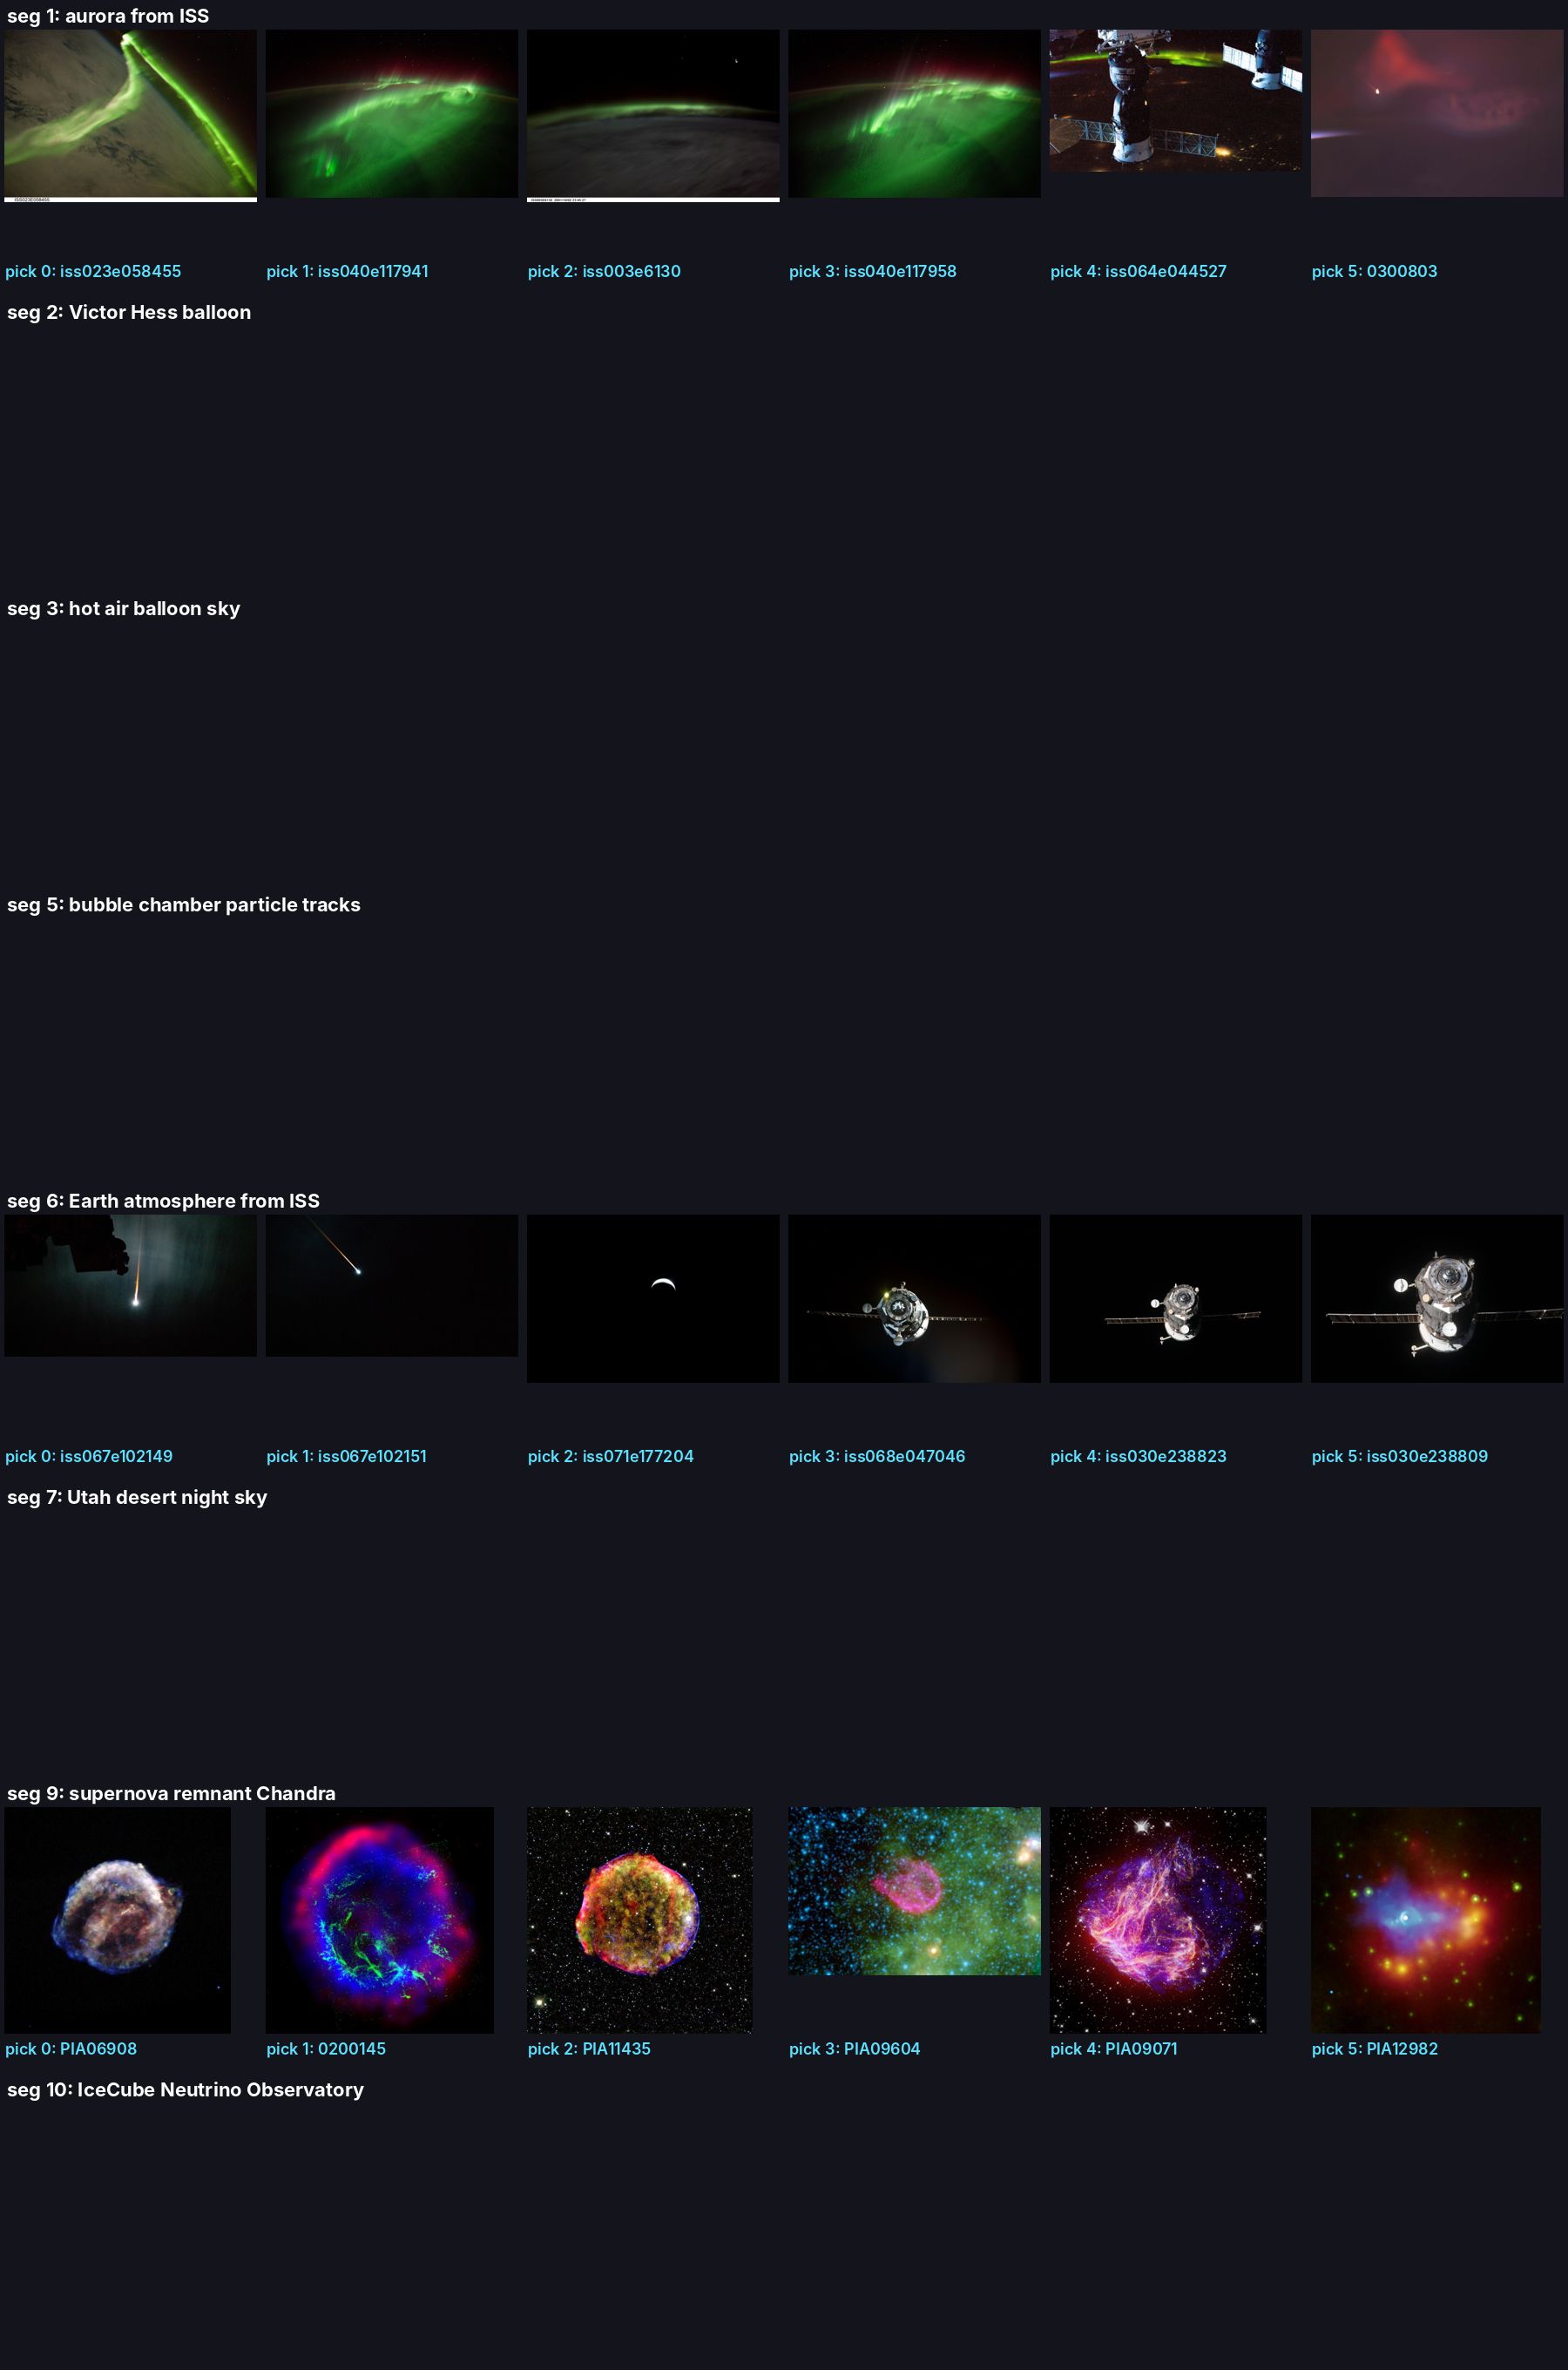 seg 1: aurora from ISS
pick 0: iss023e058455
pick 1: iss040e117941
pick 2: iss003e6130
pick 3: iss040e117958
pick 4: iss064e044527
pick 5: 0300803
seg 2: Victor Hess balloon
seg 3: hot air balloon sky
seg 5: bubble chamber particle tracks
seg 6: Earth atmosphere from ISS
pick 0: iss067e102149
pick 1: iss067e102151
pick 2: iss071e177204
pick 3: iss068e047046
pick 4: iss030e238823
pick 5: iss030e238809
seg 7: Utah desert night sky
seg 9: supernova remnant Chandra
pick 0: PIA06908
pick 1: 0200145
pick 2: PIA11435
pick 3: PIA09604
pick 4: PIA09071
pick 5: PIA12982
seg 10: IceCube Neutrino Observatory